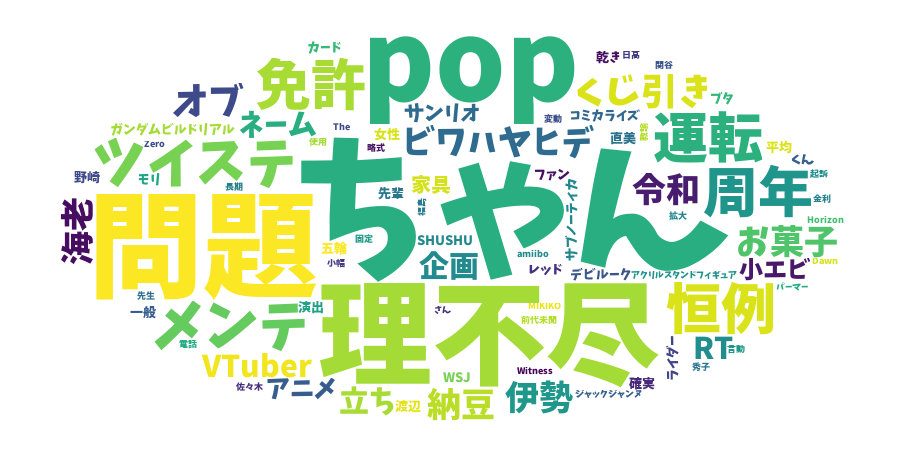 カード
pop
乾き
日高
関谷
免許
くじ引き
ブタ
オブ
サンリオ
変動
コミカライズ
ガンダムビルドリアル
ネーム
The
女性
ビワハヤヒデ
直美
運転
平均
Zero
使用
略式
くん
ツイステ
ちゃん
ファン
起訴
野崎
モリ
長期
先輩
家具
サブノーティカ
令和
周年
金利
海老
問題
拡大
Horizon
固定
SHUSHU
お菓子
五輪
小幅
企画
amiibo
レッド
デビルーク
アクリルスタンドフィギュア
小エビ
Dawn
パーマー
先生
一般
メンテ
演出
理不尽
さん
MIKIKO
前代未聞
恒例
電話
RT
言動
VTuber
WSJ
Witness
ライダー
秀子
佐々木
アニメ
確実
立ち
渡辺
納豆
伊勢
ジャックジャンヌ